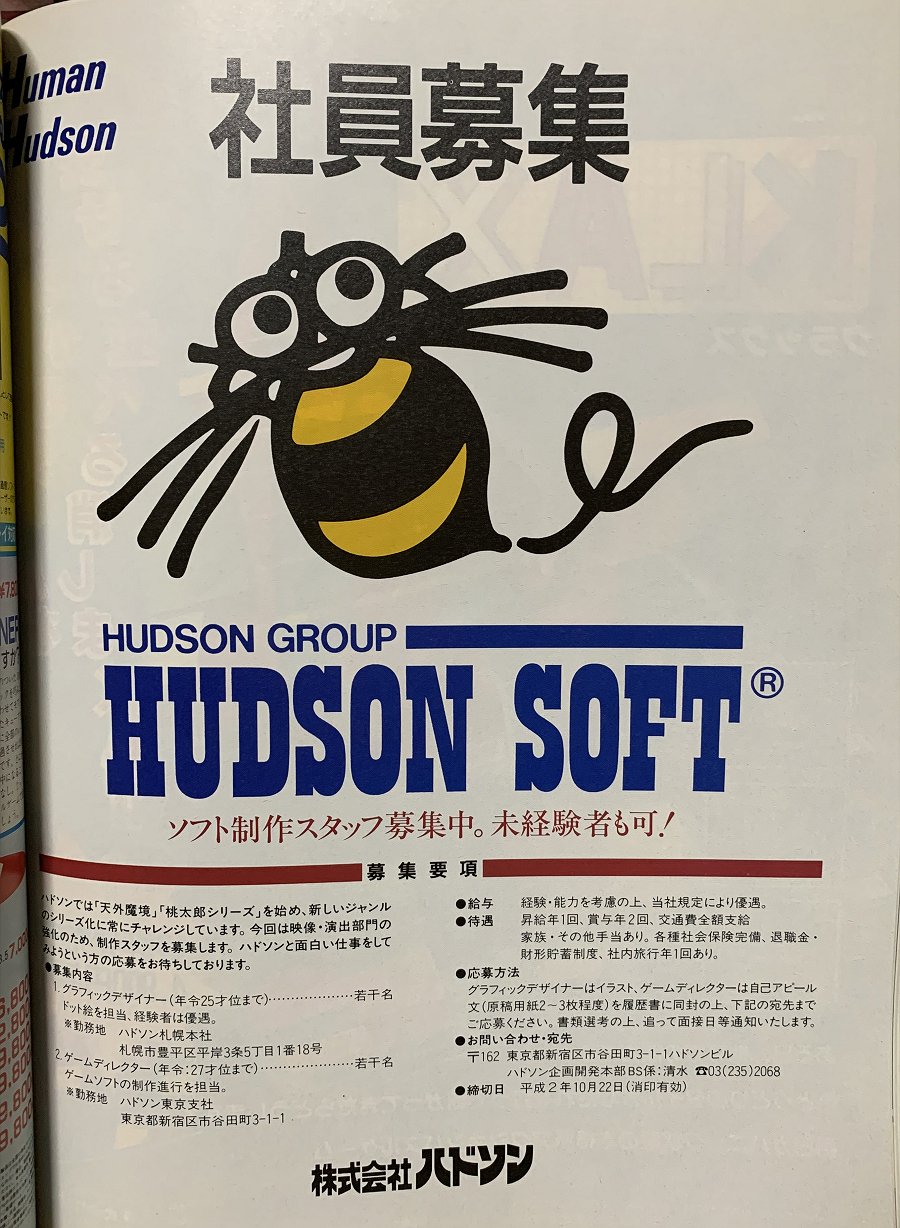 Human
Hudson
社員募集
HUDSON GROUP
HUDSON SOFT®
ソフト制作スタッフ募集中。未経験者も可!
募集要項
ハドソンでは「天外魔境」「桃太郎シリーズ」を始め、新しいジャンル
のシリーズ化に常にチャレンジしています。今回は映像・演出部門の
強化のため、制作スタッフを募集します。ハドソンと面白い仕事をして
みようという方の応募をお待ちしております。
●募集内容
1.グラフィックデザイナー(年令25才位まで)……………………若干名
ドット絵を担当、経験者は優遇。
※勤務地 ハドソン札幌本社
札幌市豊平区平岸3条5丁目1番18号
2.ゲームディレクター(年令:27才位まで)………………………若干名
ゲームソフトの制作進行を担当。
※勤務地 ハドソン東京支社
東京都新宿区市谷田町3-1-1
●給与 経験・能力を考慮の上、当社規定により優遇。
●待遇 昇給年1回、賞与年2回、交通費全額支給
家族・その他手当あり。各種社会保険完備、退職金・
財形貯蓄制度、社内旅行年1回あり。
●応募方法
グラフィックデザイナーはイラスト、ゲームディレクターは自己アピール
文(原稿用紙2〜3枚程度)を履歴書に同封の上、下記の宛先まで
ご応募ください。書類選考の上、追って面接日等通知いたします。
●お問い合わせ・宛先
〒162 東京都新宿区市谷田町3-1-1ハドソンビル
ハドソン企画開発本部BS係:清水 ☎03(235)2068
●締切日 平成2年10月22日(消印有効)
株式会社ハドソン